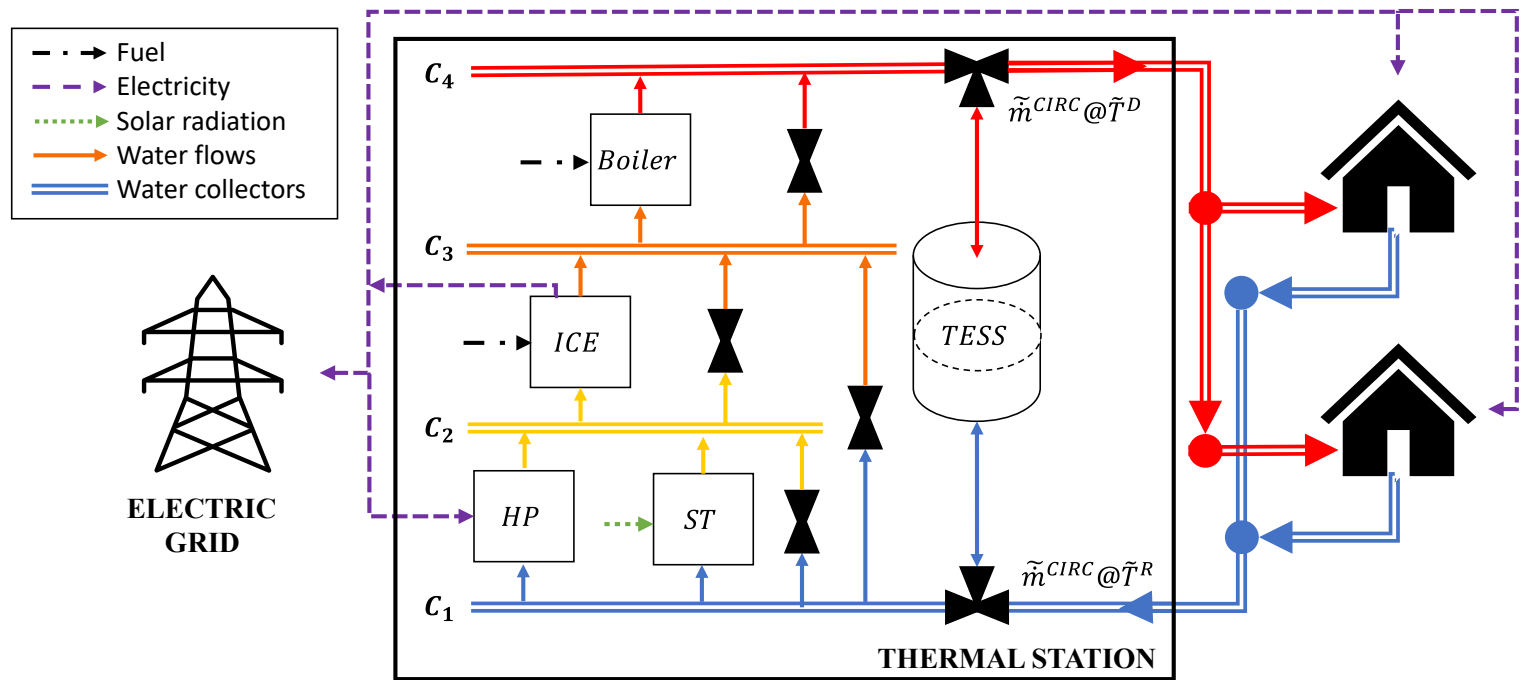 Fuel
Electricity
Solar radiation
Water flows
Water collectors
C₄
ṁ̃^CIRC@T̃^D
Boiler
C₃
ICE
TESS
C₂
HP
ST
ELECTRIC
GRID
ṁ̃^CIRC@T̃^R
C₁
THERMAL STATION